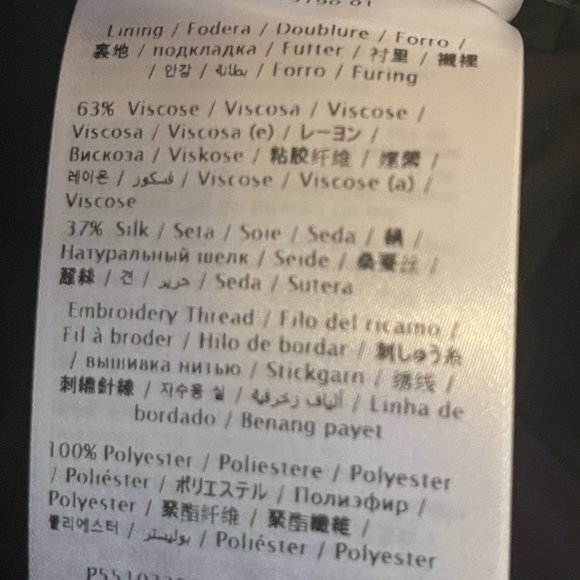 Lining / Fodera / Doublure / Forro /
裏地 / подкладка / Futter / 衬里 / 襯裡
/ 안감 / بطانة / Forro / Furing
63% Viscose / Viscosa / Viscose /
Viscosa / Viscosa (e) / レーヨン /
Вискоза / Viskose / 粘胶纤维 / 嫘縈 /
레이온 / فسكوز / Viscose / Viscose (a) /
Viscose
37% Silk / Seta / Soie / Seda / 絹 /
Натуральный шелк / Seide / 桑蚕丝 /
蠶絲 / 견 / حرير / Seda / Sutera
Embroidery Thread / Filo del ricamo /
Fil à broder / Hilo de bordar / 刺しゅう糸
/ вышивка нитью / Stickgarn / 绣线 /
刺繡針線 / 자수용 실 / ألياف زخرفية / Linha de
bordado / Benang payet
100% Polyester / Poliestere / Polyester
/ Poliéster / ポリエステル / Полиэфир /
Polyester / 聚酯纤维 / 聚酯纖維 /
폴리에스터 / بوليستر / Poliéster / Polyester